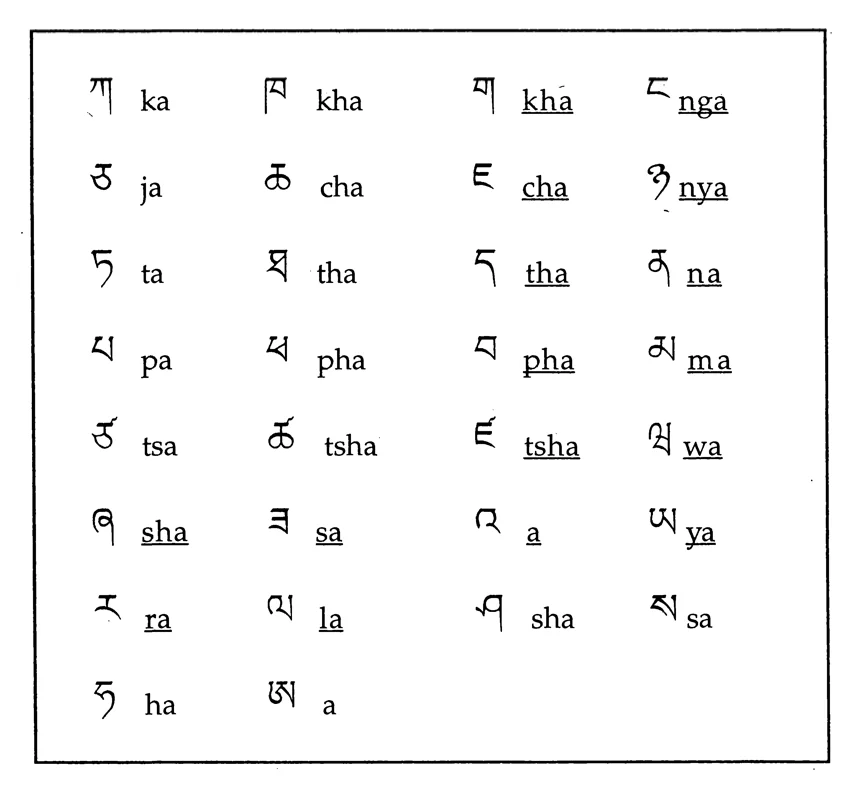 ཀ ka ཁ kha ག kha ང nga
ཅ ja ཆ cha ཇ cha ཉ nya
ཏ ta ཐ tha ད tha ན na
པ pa ཕ pha བ pha མ ma
ཙ tsa ཚ tsha ཛ tsha ཝ wa
ཞ sha ཟ sa འ a ཡ ya
ར ra ལ la ཤ sha ས sa
ཧ ha ཨ a